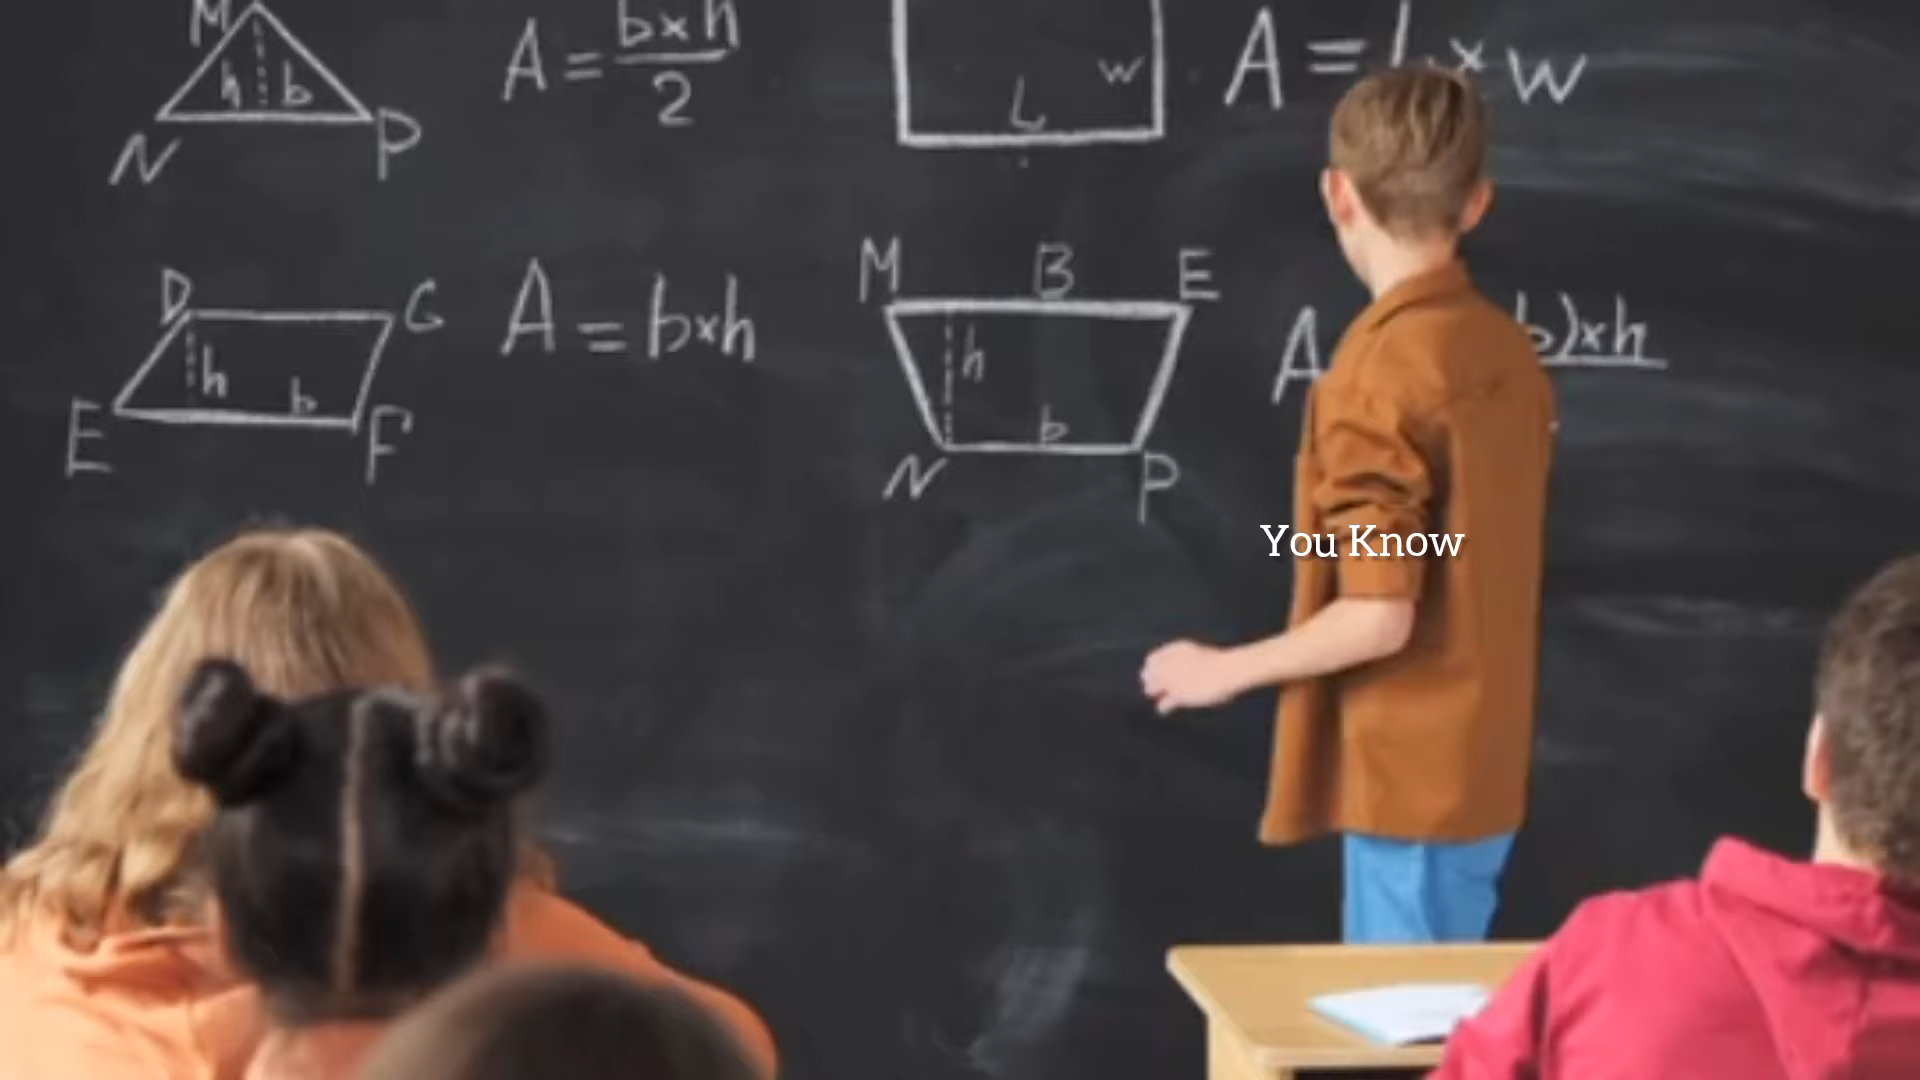 M
h b
N P
A = b×h
2
L w
A = L × w
D G
h b
E F
A = b×h
M B E
h
b
N P
A b)×h
You Know